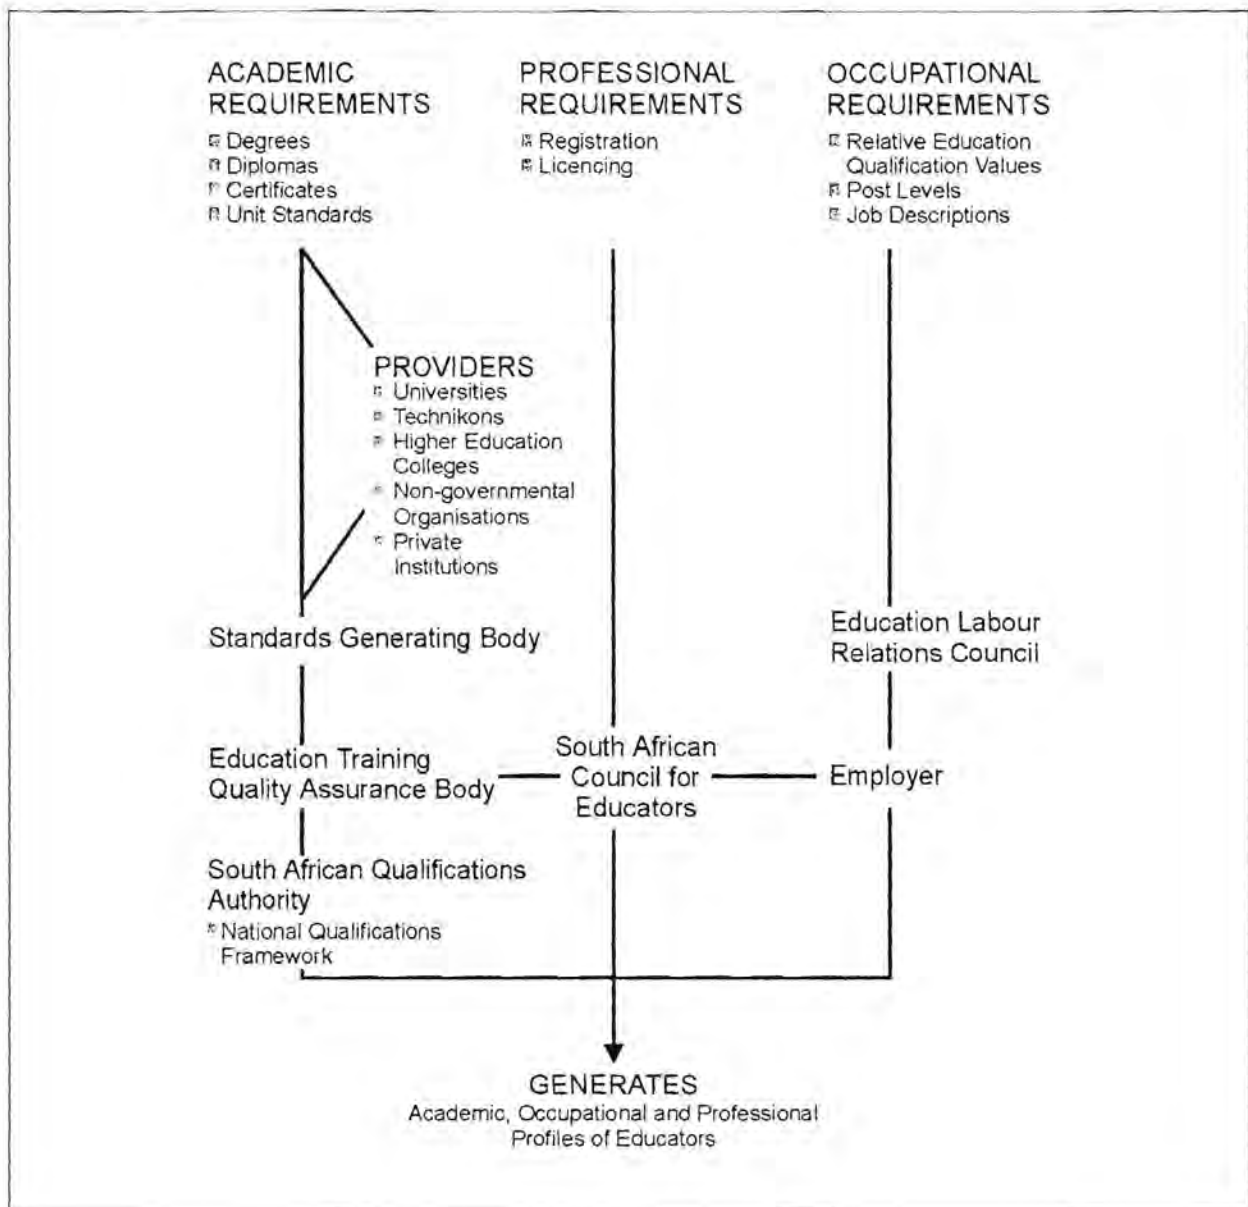 ACADEMIC
REQUIREMENTS
Degrees
Diplomas
Certificates
Unit Standards
PROFESSIONAL
REQUIREMENTS
Registration
Licencing
OCCUPATIONAL
REQUIREMENTS
Relative Education
Qualification Values
Post Levels
Job Descriptions
PROVIDERS
Universities
Technikons
Higher Education
Colleges
Non-governmental
Organisations
Private
Institutions
Standards Generating Body
Education Labour
Relations Council
Education Training
Quality Assurance Body
South African
Council for
Educators
Employer
South African Qualifications
Authority
National Qualifications
Framework
GENERATES
Academic, Occupational and Professional
Profiles of Educators